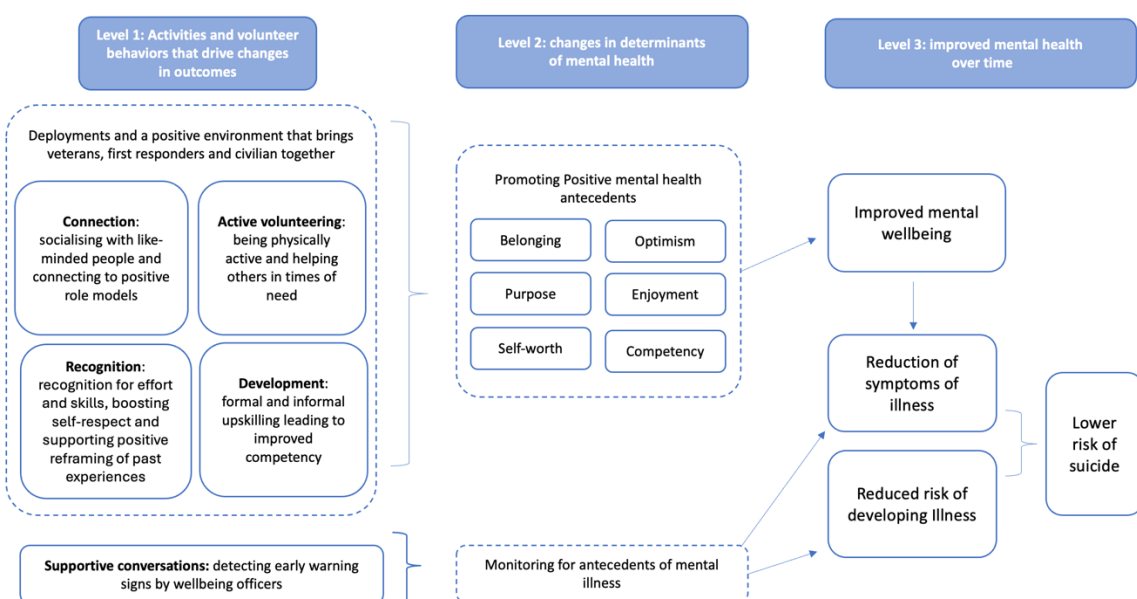 Level 1: Activities and volunteer
behaviors that drive changes
in outcomes
Level 2: changes in determinants
of mental health
Level 3: improved mental health
over time
Deployments and a positive environment that brings
veterans, first responders and civilian together
Connection:
socialising with like-
minded people and
connecting to positive
role models
Active volunteering:
being physically
active and helping
others in times of
need
Recognition:
recognition for effort
and skills, boosting
self-respect and
supporting positive
reframing of past
experiences
Development:
formal and informal
upskilling leading to
improved
competency
Supportive conversations: detecting early warning
signs by wellbeing officers
Promoting Positive mental health
antecedents
Belonging
Optimism
Purpose
Enjoyment
Self-worth
Competency
Monitoring for antecedents of mental
illness
Improved mental
wellbeing
Reduction of
symptoms of
illness
Reduced risk of
developing Illness
Lower
risk of
suicide